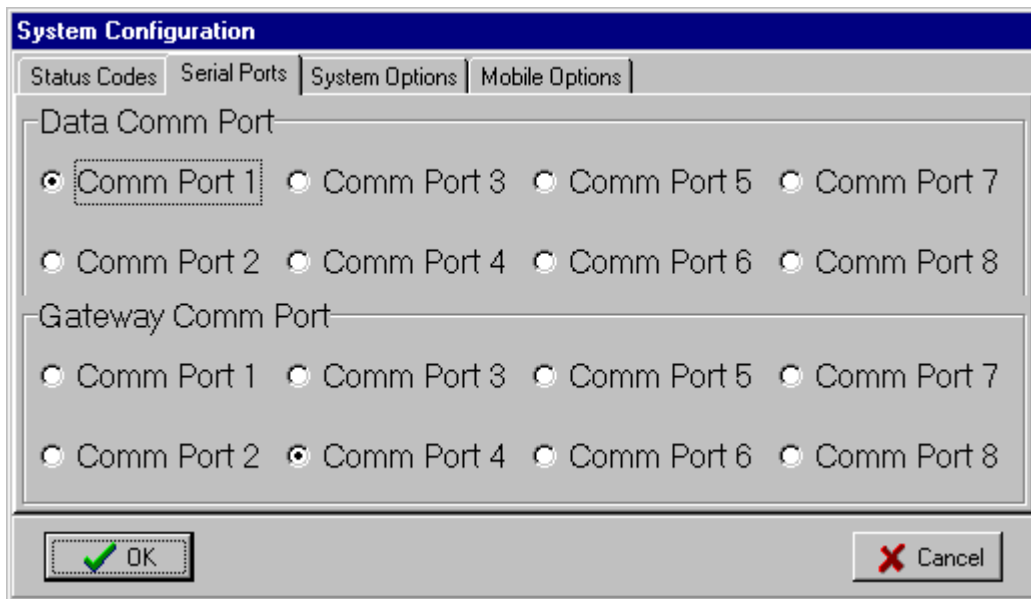 System Configuration
Status Codes Serial Ports System Options Mobile Options
Data Comm Port
Comm Port 1 Comm Port 3 Comm Port 5 Comm Port 7
Comm Port 2 Comm Port 4 Comm Port 6 Comm Port 8
Gateway Comm Port
Comm Port 1 Comm Port 3 Comm Port 5 Comm Port 7
Comm Port 2 Comm Port 4 Comm Port 6 Comm Port 8
OK Cancel